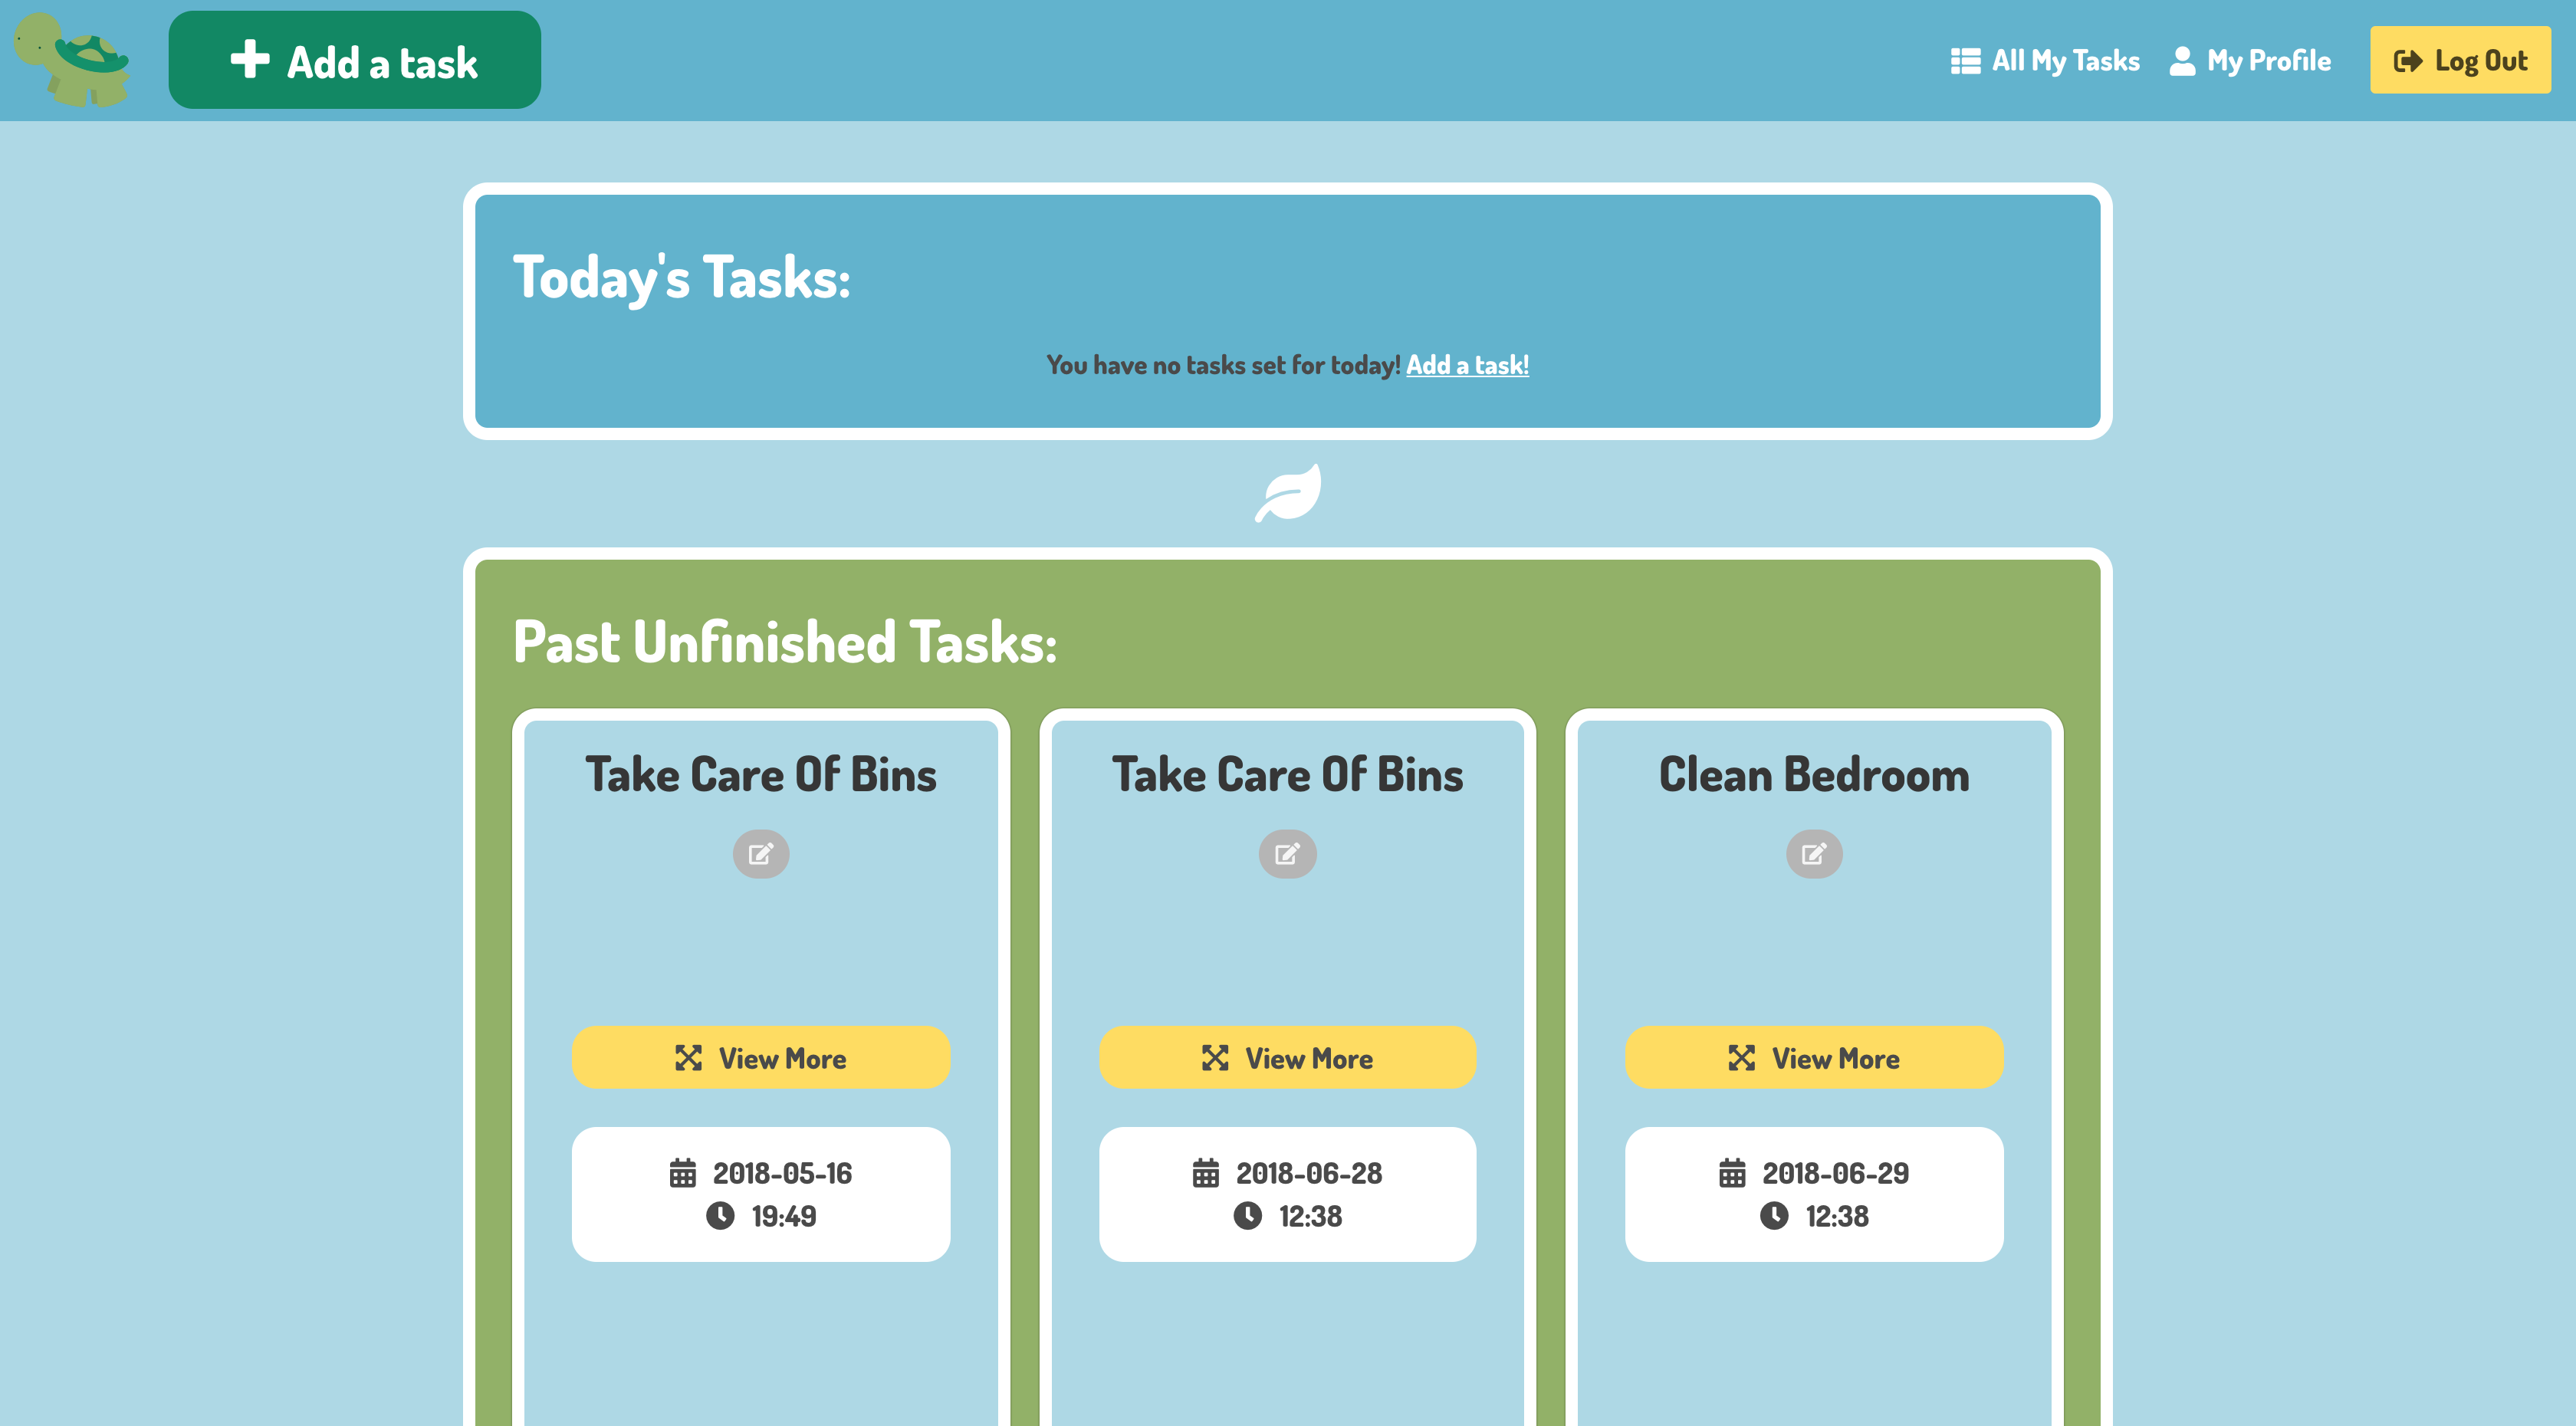 Add a task
All My Tasks
My Profile
Log Out
Today's Tasks:
You have no tasks set for today! Add a task!
Past Unfinished Tasks:
Take Care Of Bins
View More
2018-05-16
19:49
Take Care Of Bins
View More
2018-06-28
12:38
Clean Bedroom
View More
2018-06-29
12:38